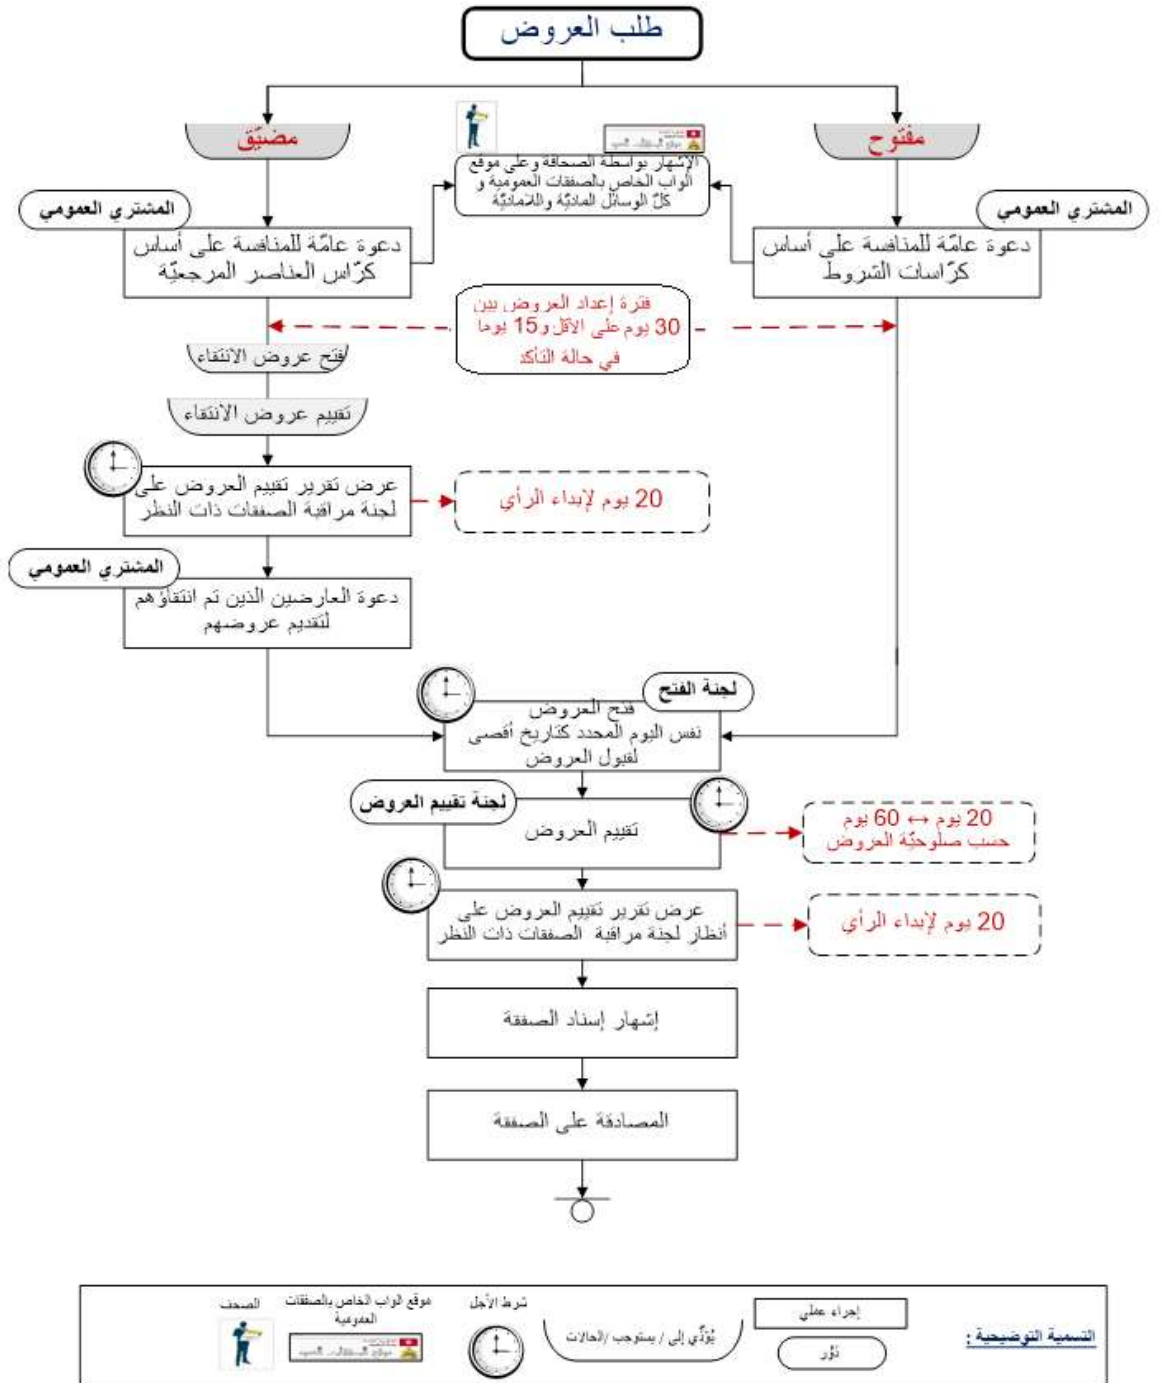 طلب العروض
مفتوح
مضيّق
الإشهار بواسطة الصحافة وعلى موقع
الواب الخاص بالصفقات العمومية و
كلّ الوسائل الماديّة واللاماديّة
المشتري العمومي
المشتري العمومي
دعوة عامّة للمنافسة على أساس
كرّاسات الشروط
دعوة عامّة للمنافسة على أساس
كرّاس العناصر المرجعيّة
فترة إعداد العروض بين
30 يوم على الأقل و15 يوما
في حالة التأكد
فتح عروض الانتقاء
تقييم عروض الانتقاء
عرض تقرير تقييم العروض على
لجنة مراقبة الصفقات ذات النظر
20 يوم لإبداء الرأي
المشتري العمومي
دعوة العارضين الذين تم انتقاؤهم
لتقديم عروضهم
لجنة الفتح
فتح العروض
نفس اليوم المحدد كتاريخ أقصى
لقبول العروض
لجنة تقييم العروض
تقييم العروض
20 يوم ↔ 60 يوم
حسب صلوحيّة العروض
عرض تقرير تقييم العروض على
أنظار لجنة مراقبة الصفقات ذات النظر
20 يوم لإبداء الرأي
إشهار إسناد الصفقة
المصادقة على الصفقة
التسمية التوضيحية :
إجراء عملي
دَوْر
يُؤدِّي إلى / يستوجب /الحالات
شرط الأجل
موقع الواب الخاص بالصفقات
العمومية
الصحف